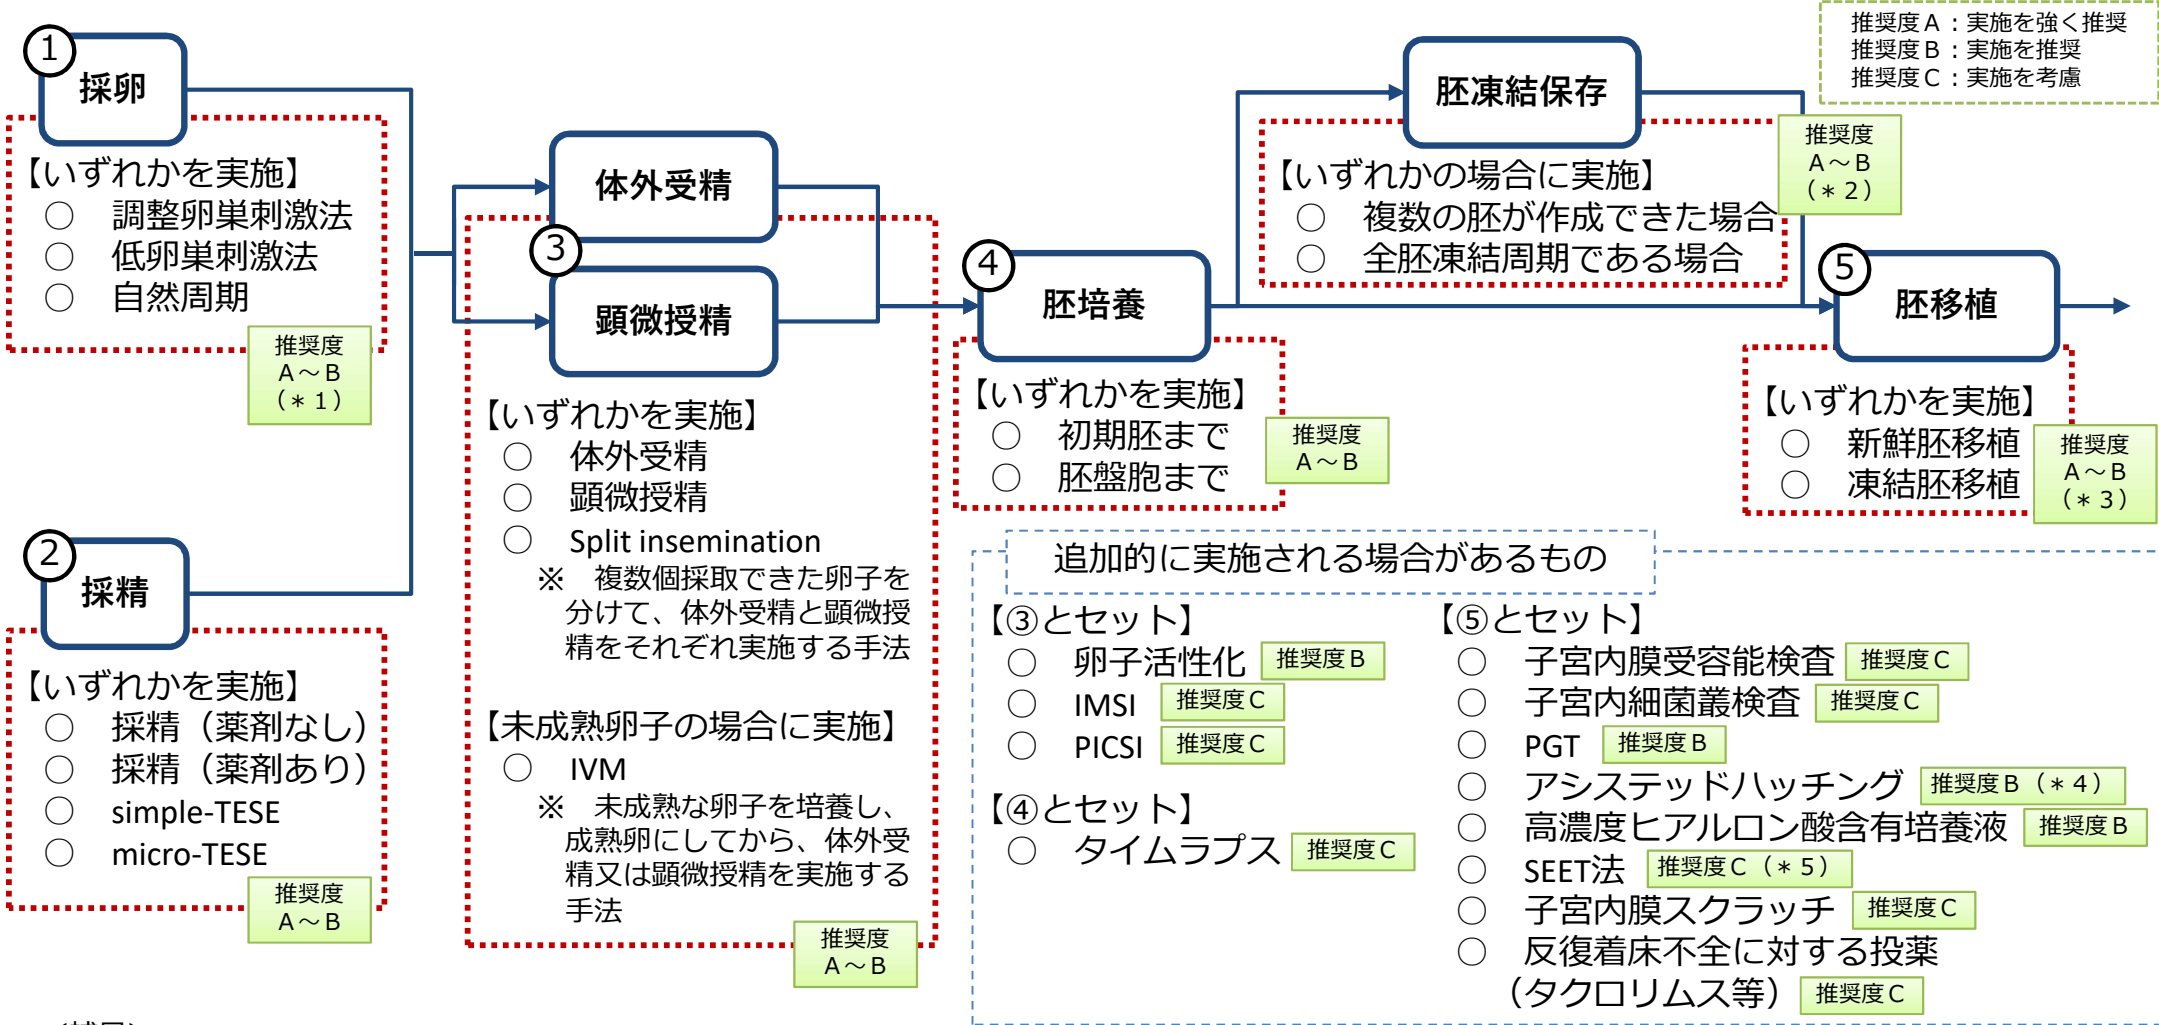 推奨度A：実施を強く推奨
推奨度B：実施を推奨
推奨度C：実施を考慮
①
採卵
【いずれかを実施】
○ 調整卵巣刺激法
○ 低卵巣刺激法
○ 自然周期
推奨度
A～B
（＊1）
②
採精
【いずれかを実施】
○ 採精（薬剤なし）
○ 採精（薬剤あり）
○ simple-TESE
○ micro-TESE
推奨度
A～B
体外受精
③
顕微授精
【いずれかを実施】
○ 体外受精
○ 顕微授精
○ Split insemination
※ 複数個採取できた卵子を
分けて、体外受精と顕微授
精をそれぞれ実施する手法
【未成熟卵子の場合に実施】
○ IVM
※ 未成熟な卵子を培養し、
成熟卵にしてから、体外受
精又は顕微授精を実施する
手法
推奨度
A～B
④
胚培養
【いずれかを実施】
○ 初期胚まで
○ 胚盤胞まで
推奨度
A～B
胚凍結保存
【いずれかの場合に実施】
○ 複数の胚が作成できた場合
○ 全胚凍結周期である場合
推奨度
A～B
（＊2）
⑤
胚移植
【いずれかを実施】
○ 新鮮胚移植
○ 凍結胚移植
推奨度
A～B
（＊3）
追加的に実施される場合があるもの
【③とセット】
○ 卵子活性化 推奨度B
○ IMSI 推奨度C
○ PICSI 推奨度C
【④とセット】
○ タイムラプス 推奨度C
【⑤とセット】
○ 子宮内膜受容能検査 推奨度C
○ 子宮内細菌叢検査 推奨度C
○ PGT 推奨度B
○ アシステッドハッチング 推奨度B（＊4）
○ 高濃度ヒアルロン酸含有培養液 推奨度B
○ SEET法 推奨度C（＊5）
○ 子宮内膜スクラッチ 推奨度C
○ 反復着床不全に対する投薬
（タクロリムス等） 推奨度C